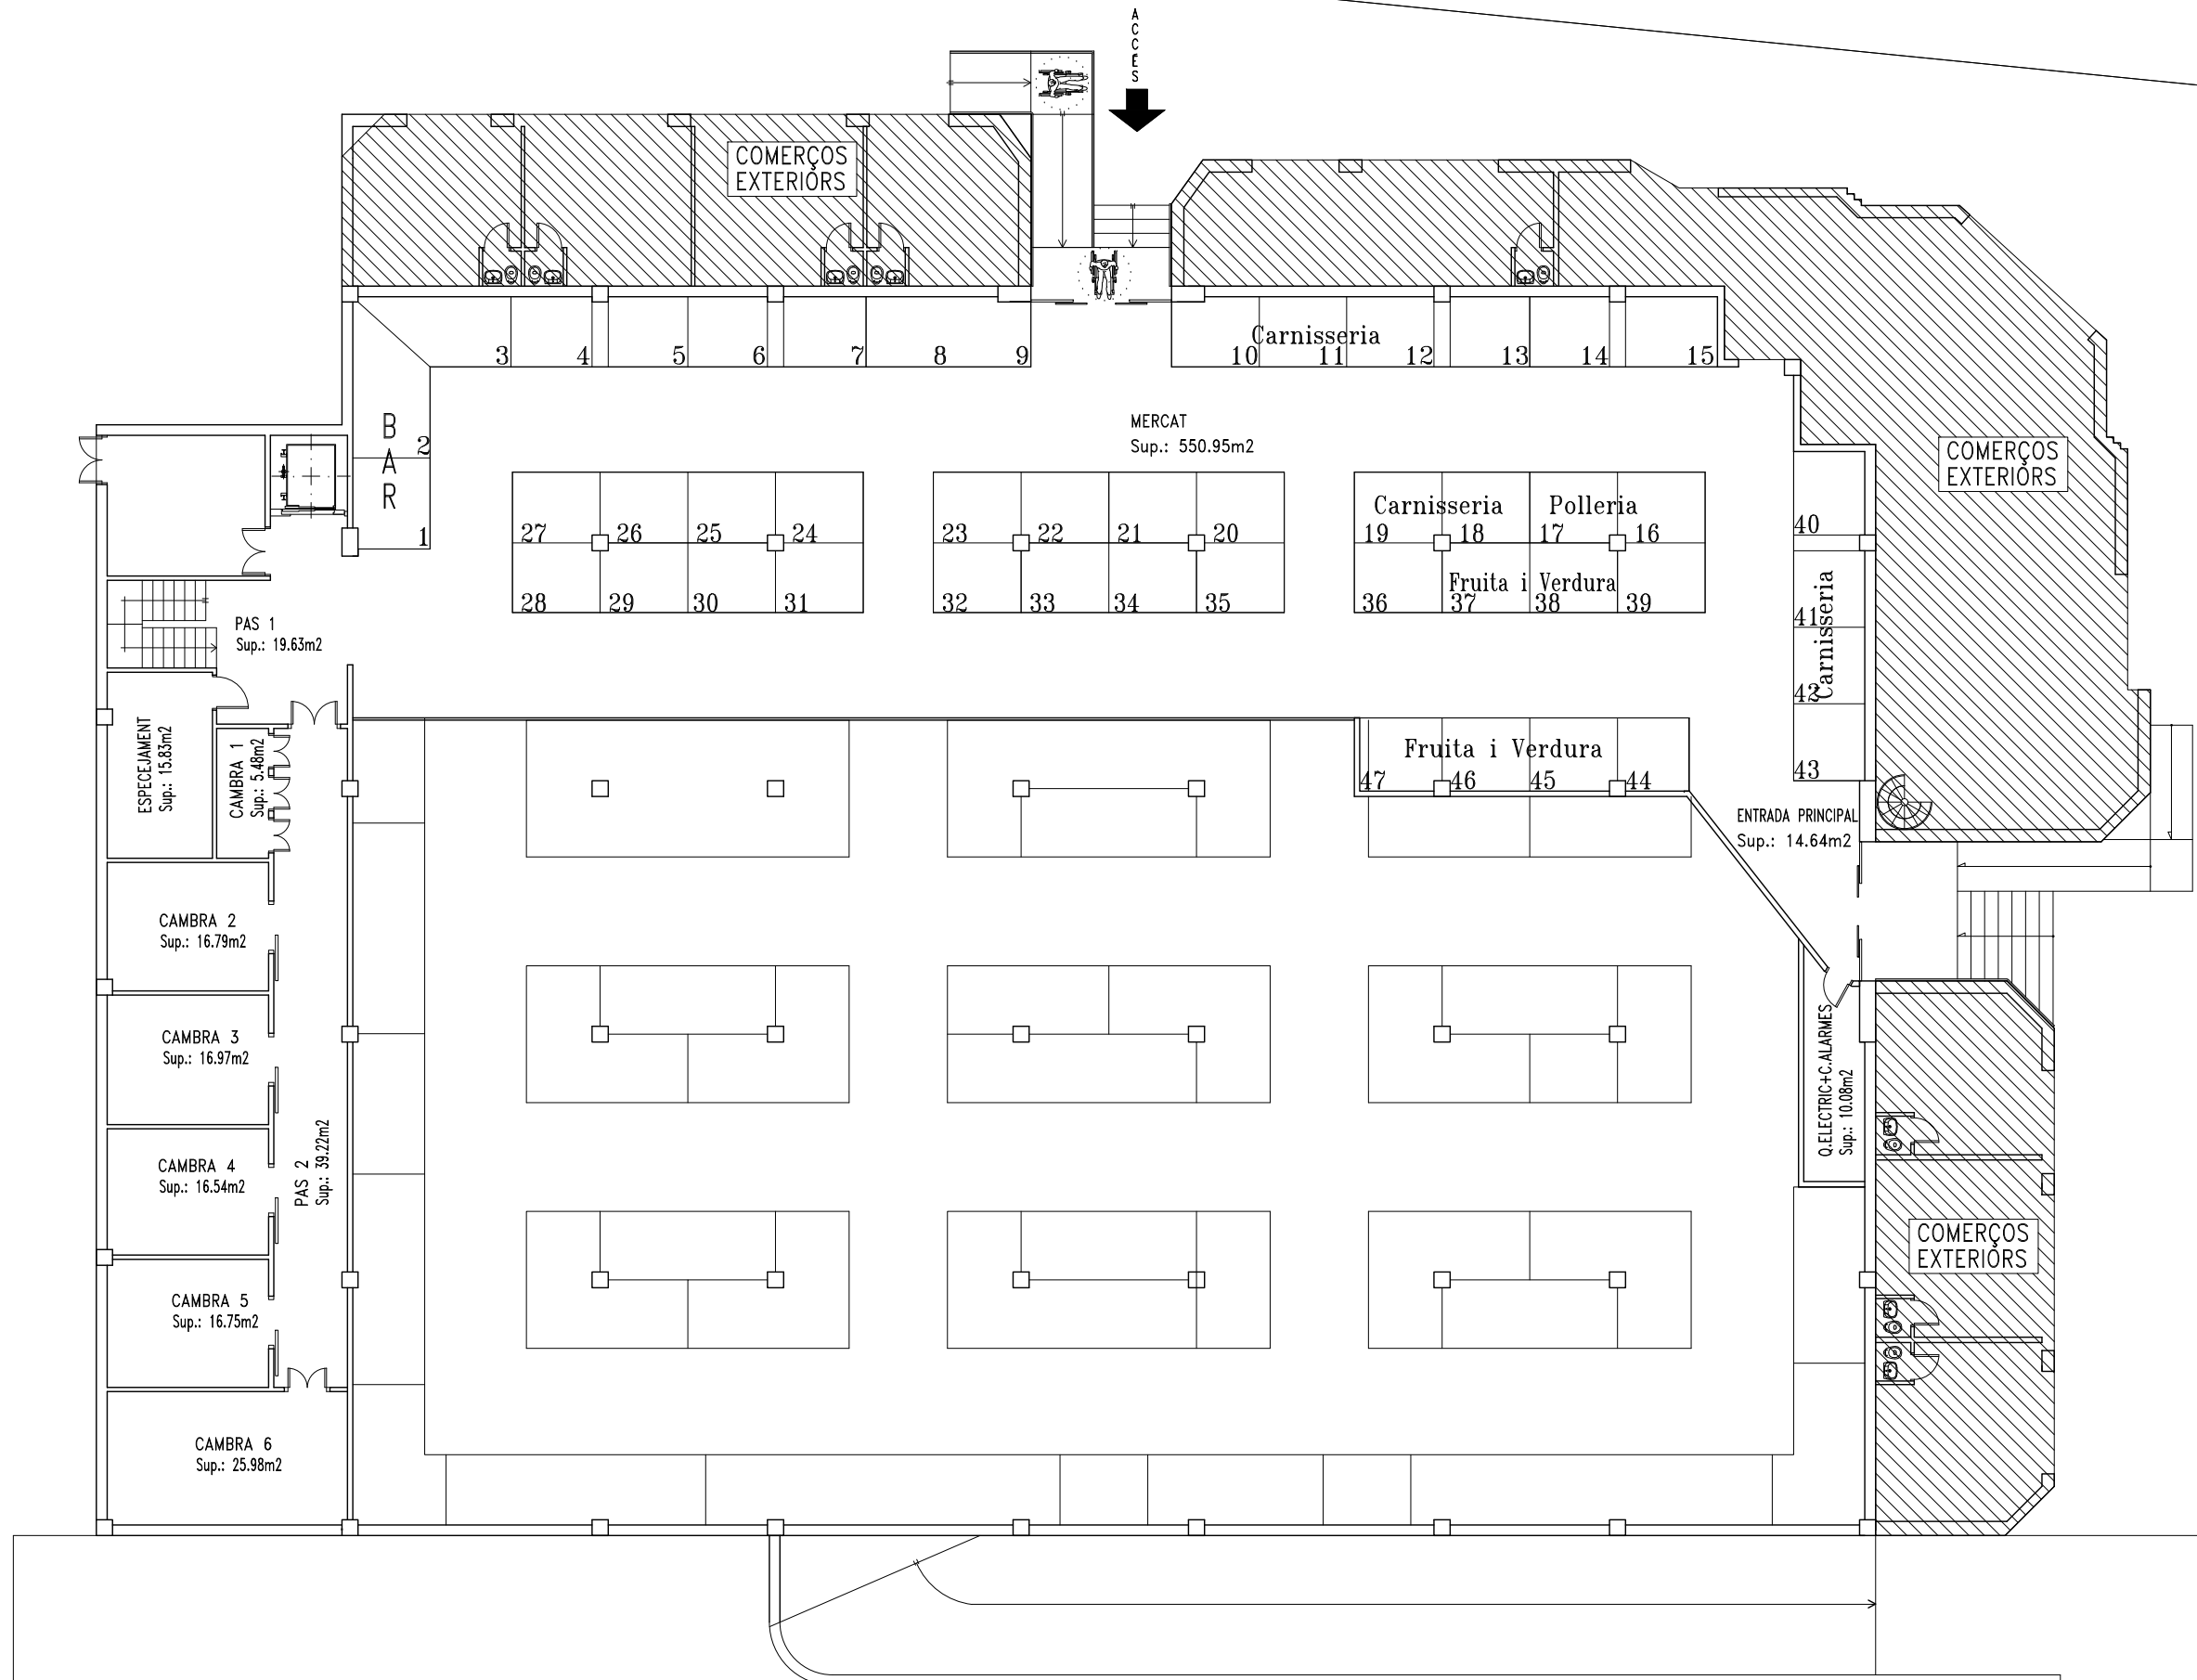 ACCÉS
COMERÇOS
EXTERIORS
Carnisseria
3 4 5 6 7 8 9 10 11 12 13 14 15
BAR
2
1
MERCAT
Sup.: 550.95m2
COMERÇOS
EXTERIORS
Carnisseria Polleria
27 26 25 24 23 22 21 20 19 18 17 16
40
Fruita i Verdura
28 29 30 31 32 33 34 35 36 37 38 39
41
Carnisseria
42
43
PAS 1
Sup.: 19.63m2
ESPECEJAMENT
Sup.: 15.83m2
CAMBRA 1
Sup.: 5.48m2
Fruita i Verdura
47 46 45 44
ENTRADA PRINCIPAL
Sup.: 14.64m2
CAMBRA 2
Sup.: 16.79m2
CAMBRA 3
Sup.: 16.97m2
Q.ELECTRIC+C.ALARMES
Sup.: 10.08m2
CAMBRA 4
Sup.: 16.54m2
PAS 2
Sup.: 39.22m2
COMERÇOS
EXTERIORS
CAMBRA 5
Sup.: 16.75m2
CAMBRA 6
Sup.: 25.98m2